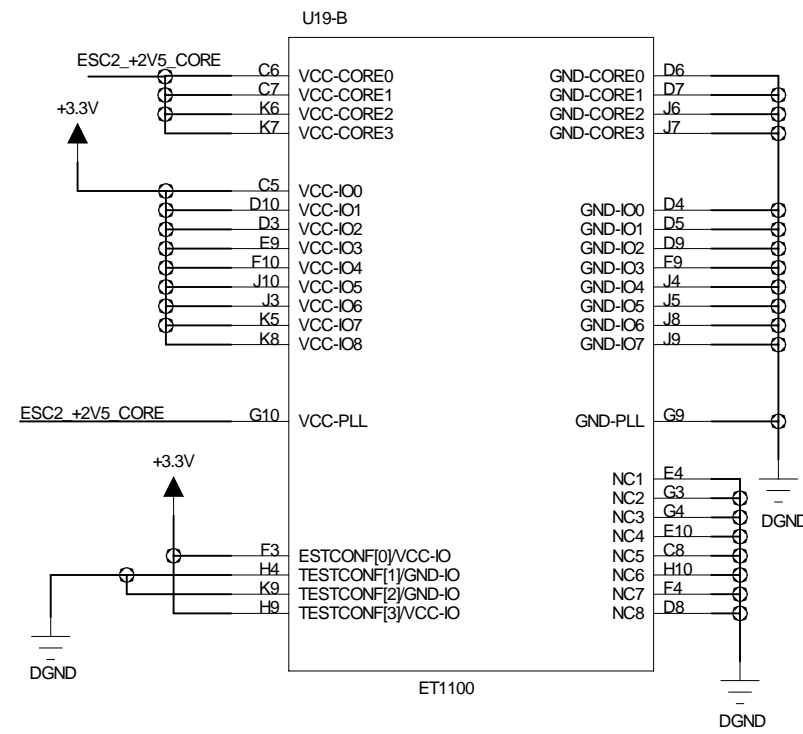 U19-B
ESC2_+2V5_CORE
C6 VCC-CORE0 GND-CORE0 D6
C7 VCC-CORE1 GND-CORE1 D7
K6 VCC-CORE2 GND-CORE2 J6
K7 VCC-CORE3 GND-CORE3 J7
+3.3V
C5 VCC-IO0
D10 VCC-IO1 GND-IO0 D4
D3 VCC-IO2 GND-IO1 D5
E9 VCC-IO3 GND-IO2 D9
F10 VCC-IO4 GND-IO3 F9
J10 VCC-IO5 GND-IO4 J4
J3 VCC-IO6 GND-IO5 J5
K5 VCC-IO7 GND-IO6 J8
K8 VCC-IO8 GND-IO7 J9
ESC2_+2V5_CORE G10 VCC-PLL GND-PLL G9
+3.3V
NC1 E4
NC2 G3
NC3 G4
NC4 E10
F3 ESTCONF[0]/VCC-IO NC5 C8
H4 TESTCONF[1]/GND-IO NC6 H10
K9 TESTCONF[2]/GND-IO NC7 F4
H9 TESTCONF[3]/VCC-IO NC8 D8
DGND
DGND
ET1100
DGND